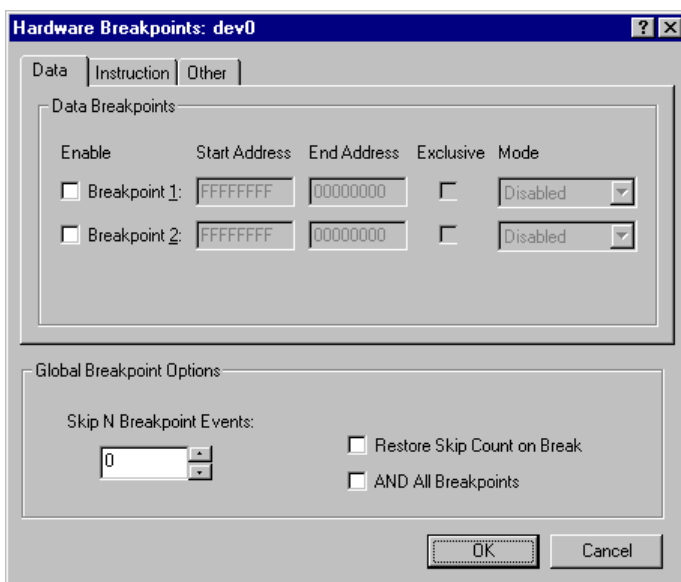 Hardware Breakpoints: dev0
Data Instruction Other
Data Breakpoints
Enable Start Address End Address Exclusive Mode
Breakpoint 1: FFFFFFFF 00000000 Disabled
Breakpoint 2: FFFFFFFF 00000000 Disabled
Global Breakpoint Options
Skip N Breakpoint Events:
0
Restore Skip Count on Break
AND All Breakpoints
OK Cancel